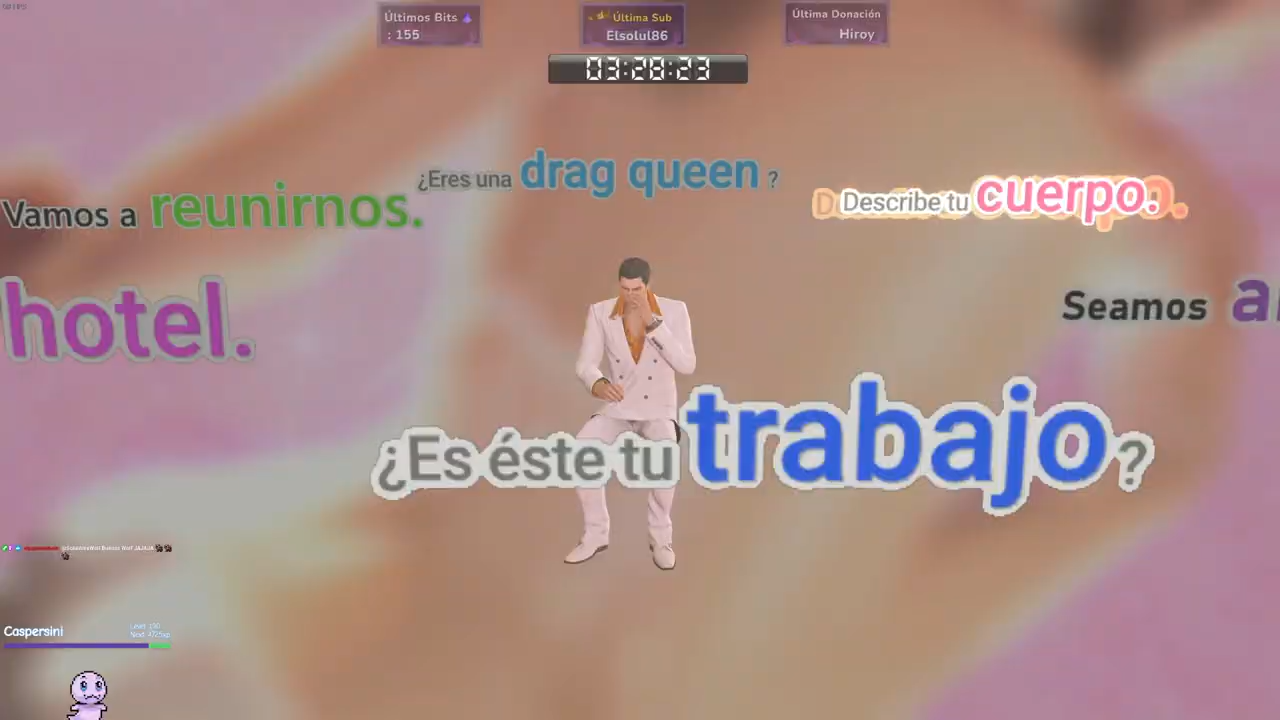 Últimos Bits
: 155
Última Sub
Elsolul86
Última Donación
Hiroy
03:28:23
¿Eres una drag queen ?
Vamos a reunirnos.
Describe tu cuerpo.
hotel.
Seamos
¿Es éste tu trabajo ?
Caspersini